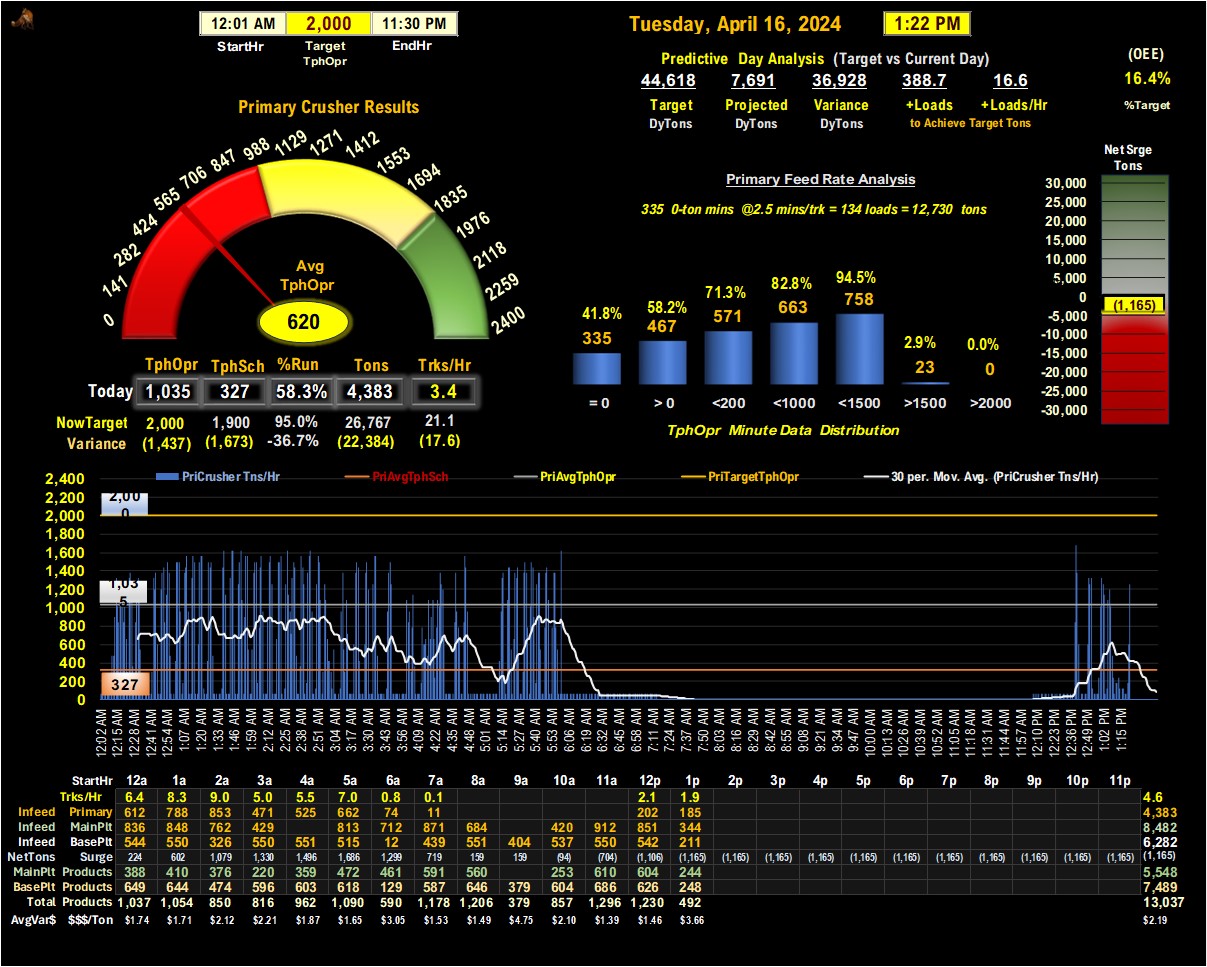 12:01 AM 2,000 11:30 PM
StartHr Target TphOpr EndHr
Tuesday, April 16, 2024 1:22 PM
Predictive Day Analysis (Target vs Current Day)
44,618 7,691 36,928 388.7 16.6
Target Projected Variance +Loads +Loads/Hr
DyTons DyTons DyTons to Achieve Target Tons
(OEE)
16.4%
%Target
Primary Crusher Results
0 141 282 424 565 706 847 988 1129 1271 1412 1553 1694 1835 1976 2118 2259 2400
Avg
TphOpr
620
TphOpr TphSch %Run Tons Trks/Hr
Today 1,035 327 58.3% 4,383 3.4
NowTarget 2,000 1,900 95.0% 26,767 21.1
Variance (1,437) (1,673) -36.7% (22,384) (17.6)
Primary Feed Rate Analysis
335 0-ton mins @2.5 mins/trk = 134 loads = 12,730 tons
41.8% 58.2% 71.3% 82.8% 94.5% 2.9% 0.0%
335 467 571 663 758 23 0
= 0 > 0 <200 <1000 <1500 >1500 >2000
TphOpr Minute Data Distribution
Net Srge
Tons
30,000
25,000
20,000
15,000
10,000
5,000
0
(1,165)
-5,000
-10,000
-15,000
-20,000
-25,000
-30,000
PriCrusher Tns/Hr PriAvgTphSch PriAvgTphOpr PriTargetTphOpr 30 per. Mov. Avg. (PriCrusher Tns/Hr)
2,400
2,200
2,000
1,800
1,600
1,400
1,200
1,000
800
600
400
200
0
2,00
0
1,03
5
327
12:02 AM 12:15 AM 12:28 AM 12:41 AM 12:54 AM 1:07 AM 1:20 AM 1:33 AM 1:46 AM 1:59 AM 2:12 AM 2:25 AM 2:38 AM 2:51 AM 3:04 AM 3:17 AM 3:30 AM 3:43 AM 3:56 AM 4:09 AM 4:22 AM 4:35 AM 4:48 AM 5:01 AM 5:14 AM 5:27 AM 5:40 AM 5:53 AM 6:06 AM 6:19 AM 6:32 AM 6:45 AM 6:58 AM 7:11 AM 7:24 AM 7:37 AM 7:50 AM 8:03 AM 8:16 AM 8:29 AM 8:42 AM 8:55 AM 9:08 AM 9:21 AM 9:34 AM 9:47 AM 10:00 AM 10:13 AM 10:26 AM 10:39 AM 10:52 AM 11:05 AM 11:18 AM 11:31 AM 11:44 AM 11:57 AM 12:10 PM 12:23 PM 12:36 PM 12:49 PM 1:02 PM 1:15 PM
StartHr 12a 1a 2a 3a 4a 5a 6a 7a 8a 9a 10a 11a 12p 1p 2p 3p 4p 5p 6p 7p 8p 9p 10p 11p
Trks/Hr 6.4 8.3 9.0 5.0 5.5 7.0 0.8 0.1 2.1 1.9 4.6
Infeed Primary 612 788 853 471 525 662 74 11 202 185 4,383
Infeed MainPlt 836 848 762 429 813 712 871 684 420 912 851 344 8,482
Infeed BasePlt 544 550 326 550 551 515 12 439 551 404 537 550 542 211 6,282
NetTons Surge 224 602 1,079 1,330 1,496 1,686 1,299 719 159 159 (94) (704) (1,106) (1,165) (1,165) (1,165) (1,165) (1,165) (1,165) (1,165) (1,165) (1,165) (1,165) (1,165) (1,165)
MainPlt Products 388 410 376 220 359 472 461 591 560 253 610 604 244 5,548
BasePlt Products 649 644 474 596 603 618 129 587 646 379 604 686 626 248 7,489
Total Products 1,037 1,054 850 816 962 1,090 590 1,178 1,206 379 857 1,296 1,230 492 13,037
AvgVar$ $$$/Ton $1.74 $1.71 $2.12 $2.21 $1.87 $1.65 $3.05 $1.53 $1.49 $4.75 $2.10 $1.39 $1.46 $3.66 $2.19